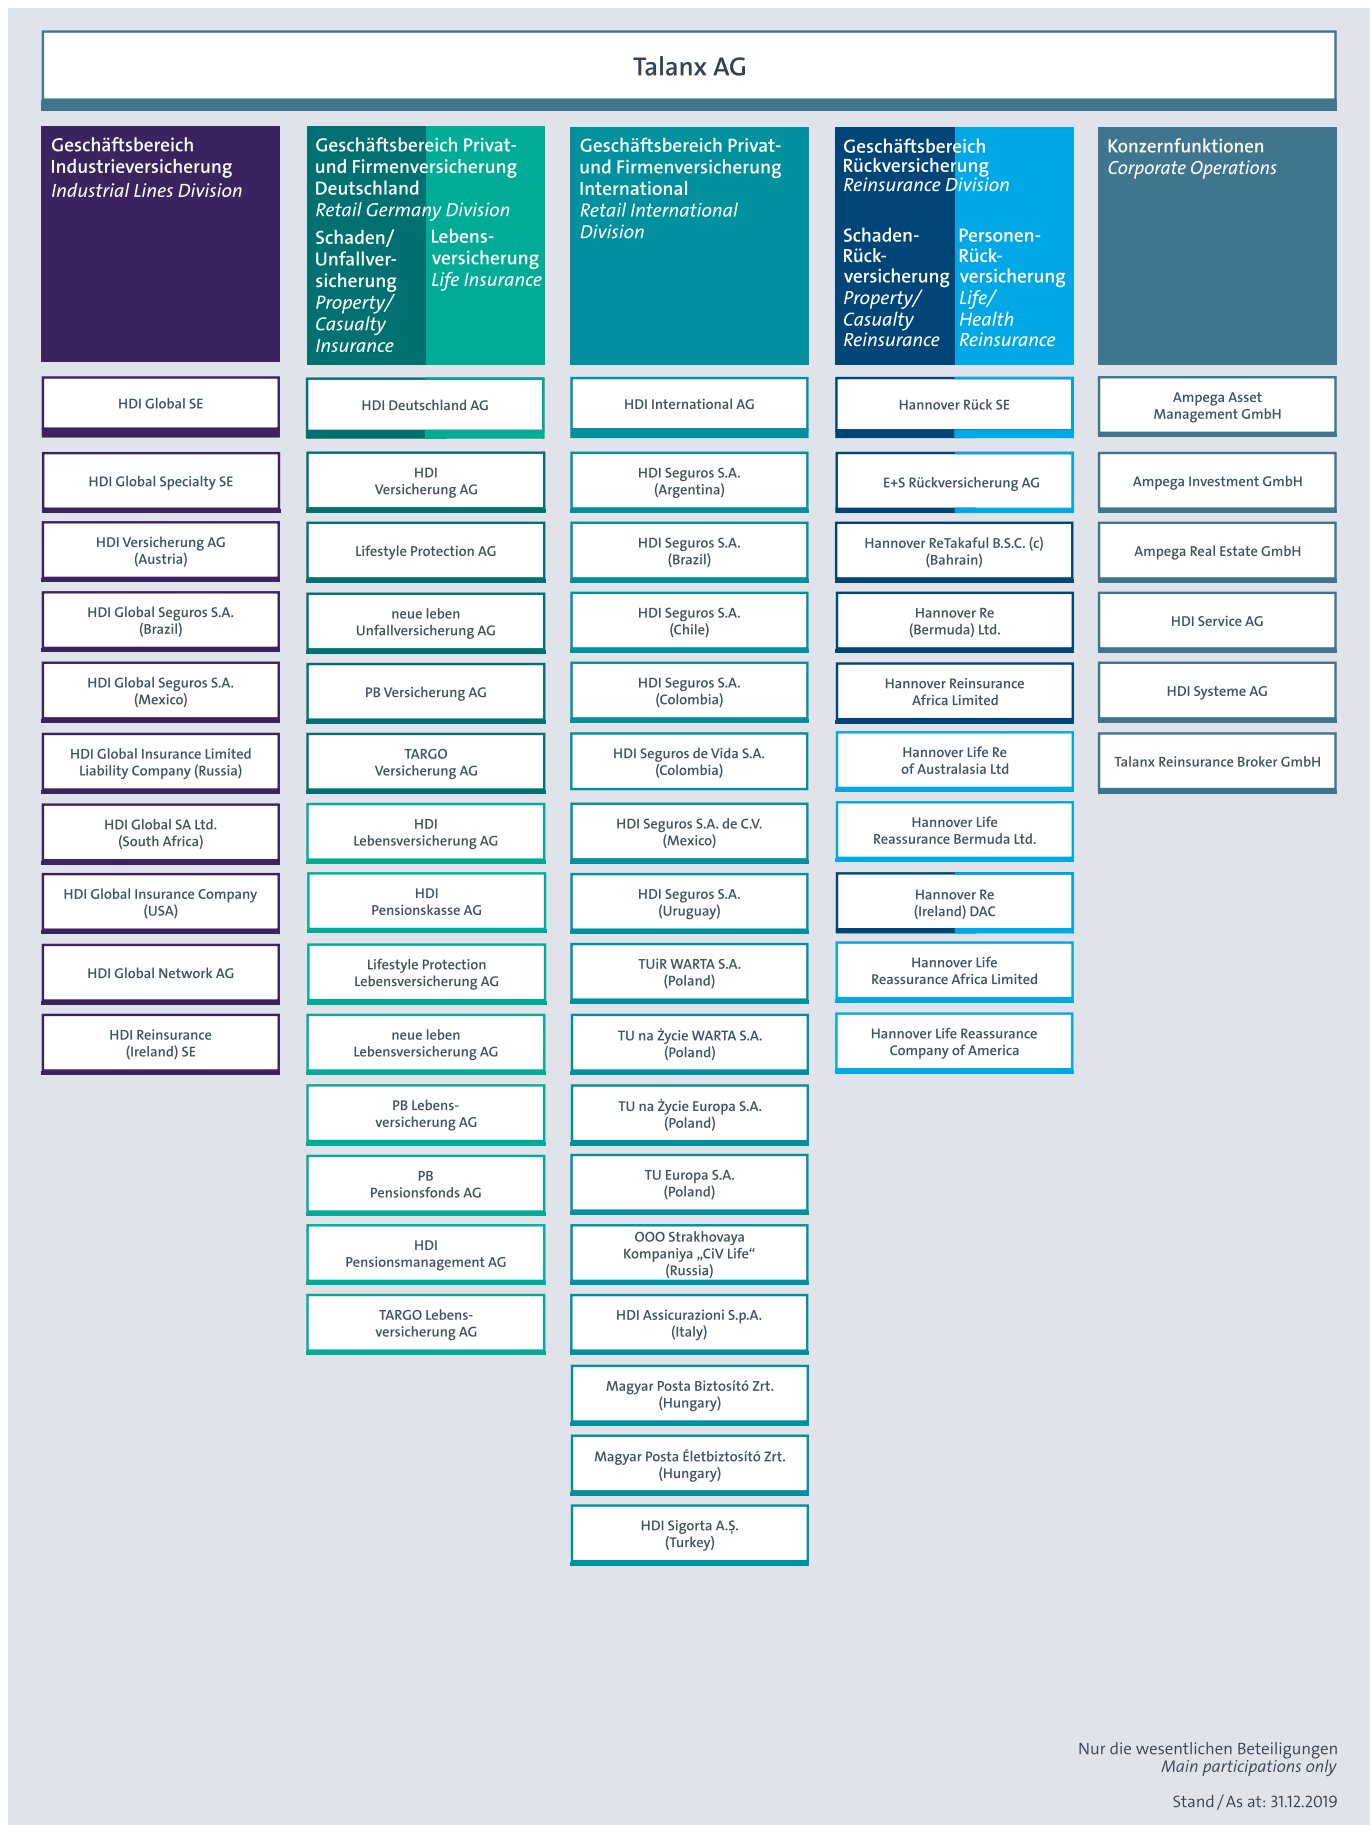 Talanx AG
Geschäftsbereich
Industrieversicherung
Industrial Lines Division
HDI Global SE
HDI Global Specialty SE
HDI Versicherung AG
(Austria)
HDI Global Seguros S.A.
(Brazil)
HDI Global Seguros S.A.
(Mexico)
HDI Global Insurance Limited
Liability Company (Russia)
HDI Global SA Ltd.
(South Africa)
HDI Global Insurance Company
(USA)
HDI Global Network AG
HDI Reinsurance
(Ireland) SE
Geschäftsbereich Privat-
und Firmenversicherung
Deutschland
Retail Germany Division
Schaden/
Unfallver-
sicherung
Property/
Casualty
Insurance
Lebens-
versicherung
Life Insurance
HDI Deutschland AG
HDI
Versicherung AG
Lifestyle Protection AG
neue leben
Unfallversicherung AG
PB Versicherung AG
TARGO
Versicherung AG
HDI
Lebensversicherung AG
HDI
Pensionskasse AG
Lifestyle Protection
Lebensversicherung AG
neue leben
Lebensversicherung AG
PB Lebens-
versicherung AG
PB
Pensionsfonds AG
HDI
Pensionsmanagement AG
TARGO Lebens-
versicherung AG
Geschäftsbereich Privat-
und Firmenversicherung
International
Retail International
Division
HDI International AG
HDI Seguros S.A.
(Argentina)
HDI Seguros S.A.
(Brazil)
HDI Seguros S.A.
(Chile)
HDI Seguros S.A.
(Colombia)
HDI Seguros de Vida S.A.
(Colombia)
HDI Seguros S.A. de C.V.
(Mexico)
HDI Seguros S.A.
(Uruguay)
TUiR WARTA S.A.
(Poland)
TU na Życie WARTA S.A.
(Poland)
TU na Życie Europa S.A.
(Poland)
TU Europa S.A.
(Poland)
OOO Strakhovaya
Kompaniya „CiV Life“
(Russia)
HDI Assicurazioni S.p.A.
(Italy)
Magyar Posta Biztosító Zrt.
(Hungary)
Magyar Posta Életbiztosító Zrt.
(Hungary)
HDI Sigorta A.Ş.
(Turkey)
Geschäftsbereich
Rückversicherung
Reinsurance Division
Schaden-
Rück-
versicherung
Property/
Casualty
Reinsurance
Personen-
Rück-
versicherung
Life/
Health
Reinsurance
Hannover Rück SE
E+S Rückversicherung AG
Hannover ReTakaful B.S.C. (c)
(Bahrain)
Hannover Re
(Bermuda) Ltd.
Hannover Reinsurance
Africa Limited
Hannover Life Re
of Australasia Ltd
Hannover Life
Reassurance Bermuda Ltd.
Hannover Re
(Ireland) DAC
Hannover Life
Reassurance Africa Limited
Hannover Life Reassurance
Company of America
Konzernfunktionen
Corporate Operations
Ampega Asset
Management GmbH
Ampega Investment GmbH
Ampega Real Estate GmbH
HDI Service AG
HDI Systeme AG
Talanx Reinsurance Broker GmbH
Nur die wesentlichen Beteiligungen
Main participations only
Stand / As at: 31.12.2019